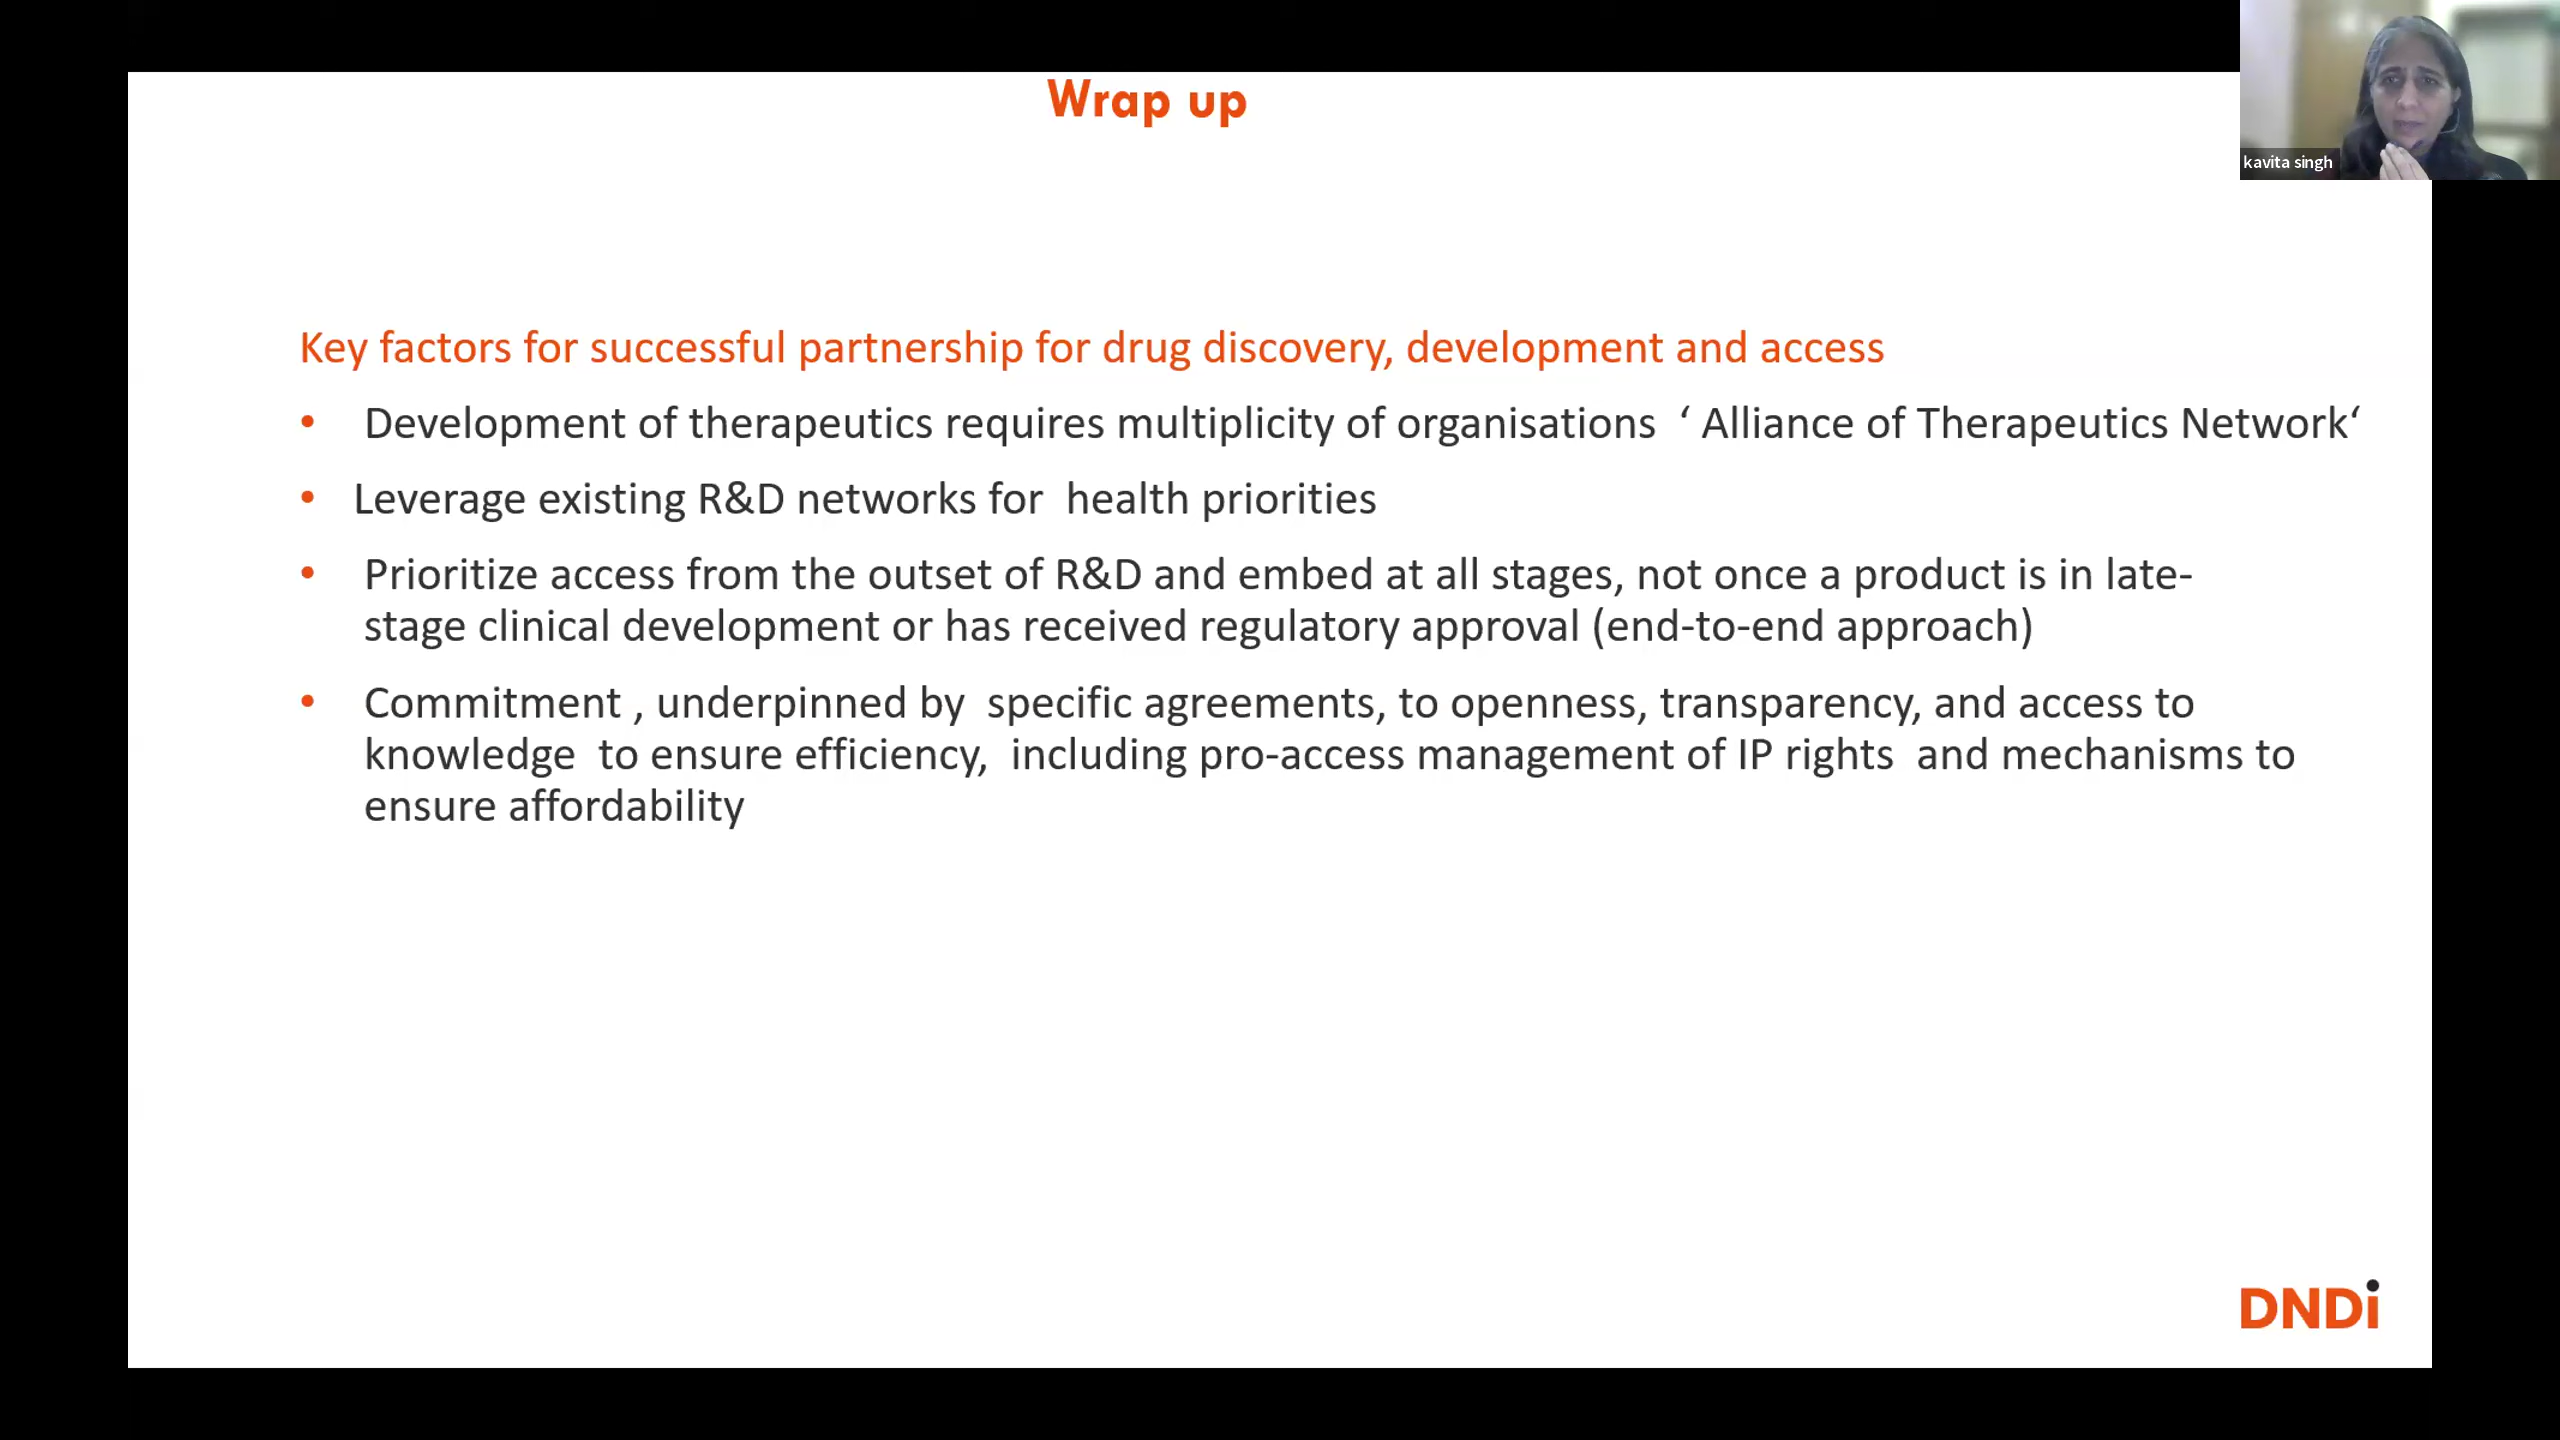 Wrap up
kavita singh
Key factors for successful partnership for drug discovery, development and access
• Development of therapeutics requires multiplicity of organisations ‘ Alliance of Therapeutics Network‘
• Leverage existing R&D networks for health priorities
• Prioritize access from the outset of R&D and embed at all stages, not once a product is in late-
stage clinical development or has received regulatory approval (end-to-end approach)
• Commitment , underpinned by specific agreements, to openness, transparency, and access to
knowledge to ensure efficiency, including pro-access management of IP rights and mechanisms to
ensure affordability
DNDi